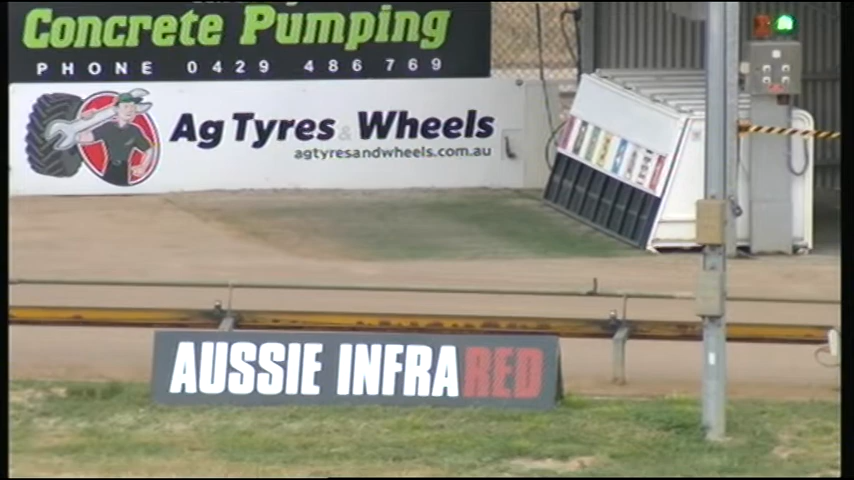 Concrete Pumping
PHONE 0429 486 769
Ag Tyres & Wheels
agtyresandwheels.com.au
AUSSIE INFRARED